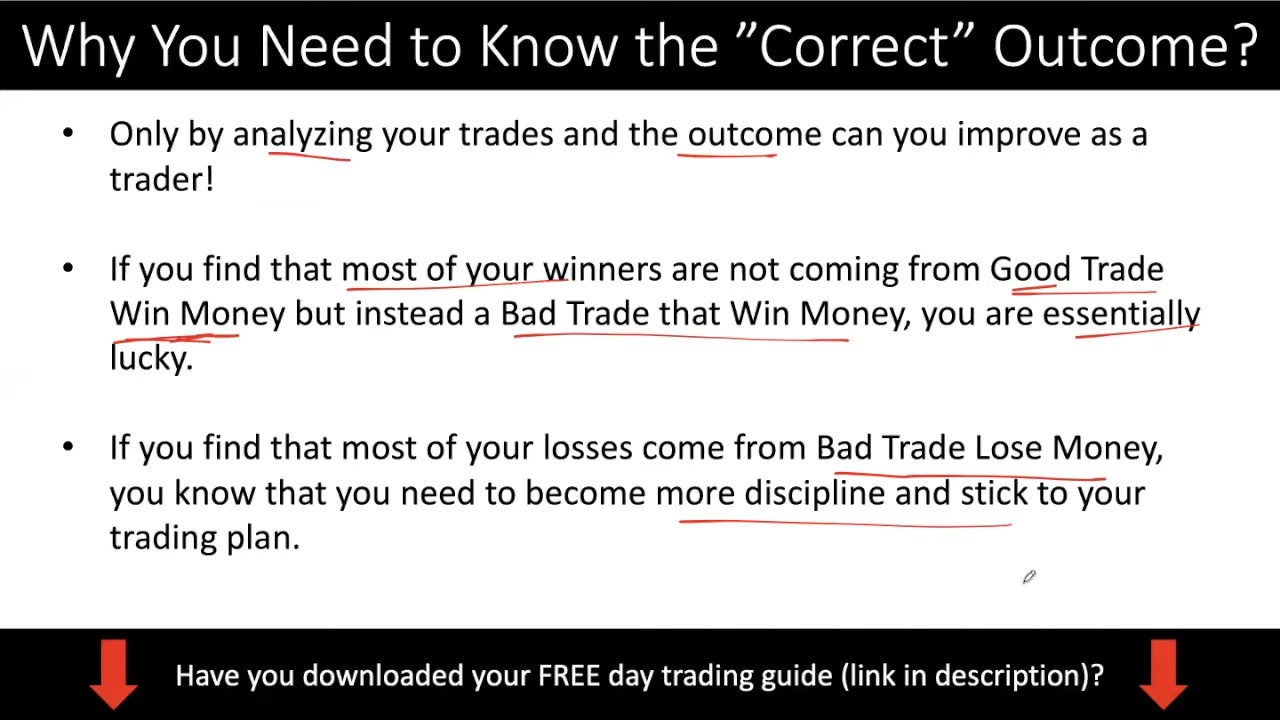 Why You Need to Know the ”Correct” Outcome?
• Only by analyzing your trades and the outcome can you improve as a
trader!
• If you find that most of your winners are not coming from Good Trade
Win Money but instead a Bad Trade that Win Money, you are essentially
lucky.
• If you find that most of your losses come from Bad Trade Lose Money,
you know that you need to become more discipline and stick to your
trading plan.
Have you downloaded your FREE day trading guide (link in description)?